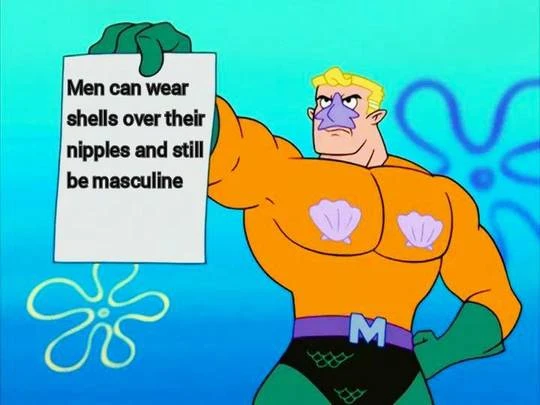 Men can wear
shells over their
nipples and still
be masculine
M